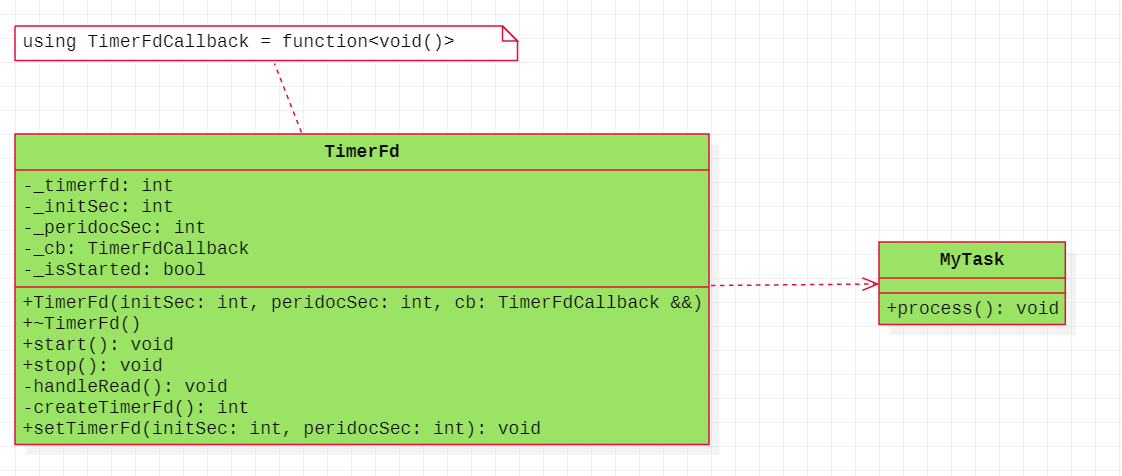 using TimerFdCallback = function<void()>
TimerFd
-_timerfd: int
-_initSec: int
-_peridocSec: int
-_cb: TimerFdCallback
-_isStarted: bool
+TimerFd(initSec: int, peridocSec: int, cb: TimerFdCallback &&)
+~TimerFd()
+start(): void
+stop(): void
-handleRead(): void
-createTimerFd(): int
+setTimerFd(initSec: int, peridocSec: int): void
MyTask
+process(): void